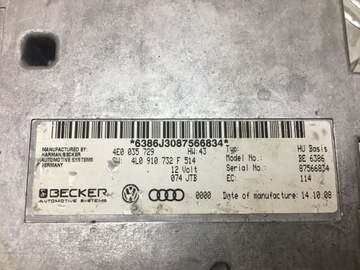 *6386J3087566834*
MANUFACTURED BY: 4E0 035 729 HW:43 Typ: HU Basis
HARMAN/BECKER SW: 4L0 910 732 F 514 Model No.: BE 6386
AUTOMOTIVE SYSTEMS 12 Volt Serial No.: 87566834
GERMANY 074 JTB EC: 114
BECKER 0000 Date of manufacture: 14.10.08
AUTOMOTIVE SYSTEMS